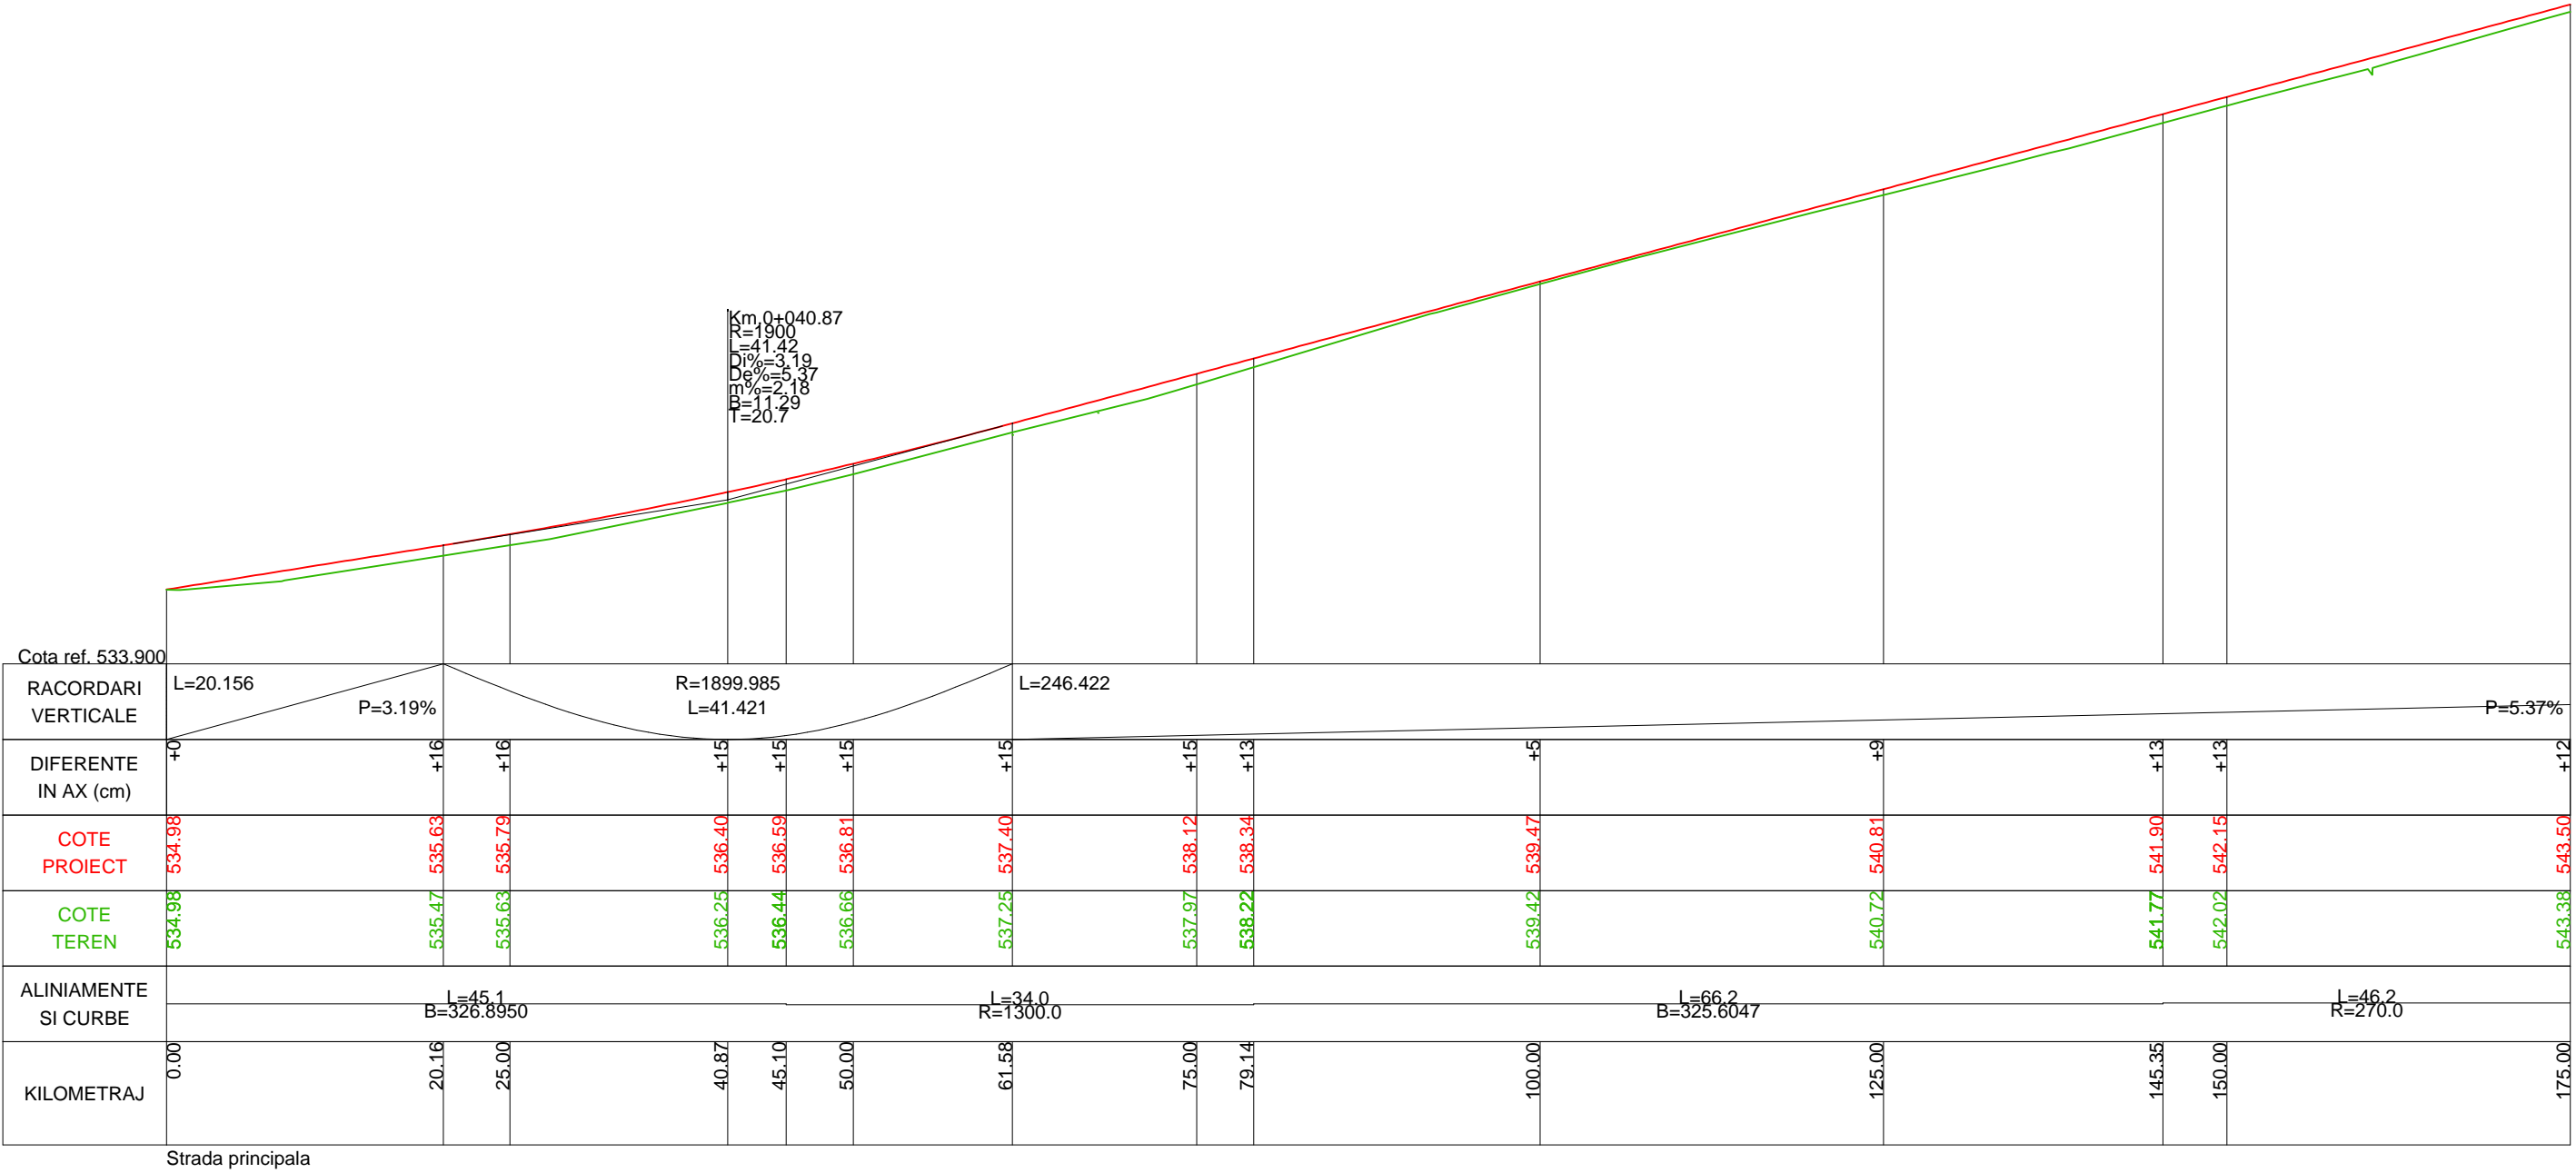 Km 0+040.87
R=1900
L=41.42
Di%=3.19
De%=5.37
m%=2.18
B=11.29
T=20.7
Cota ref. 533.900
RACORDARI
VERTICALE
L=20.156
P=3.19%
R=1899.985
L=41.421
L=246.422
P=5.37%
DIFERENTE
IN AX (cm)
+0 +16 +16 +15 +15 +15 +15 +15 +13 +5 +9 +13 +13 +12
COTE
PROIECT
534.98 535.63 535.79 536.40 536.59 536.81 537.40 538.12 538.34 539.47 540.81 541.90 542.15 543.50
COTE
TEREN
534.98 535.47 535.63 536.25 536.44 536.66 537.25 537.97 538.22 539.42 540.72 541.77 542.02 543.38
ALINIAMENTE
SI CURBE
L=45.1
B=326.8950
L=34.0
R=1300.0
L=66.2
B=325.6047
L=46.2
R=270.0
KILOMETRAJ
0.00 20.16 25.00 40.87 45.10 50.00 61.58 75.00 79.14 100.00 125.00 145.35 150.00 175.00
Strada principala